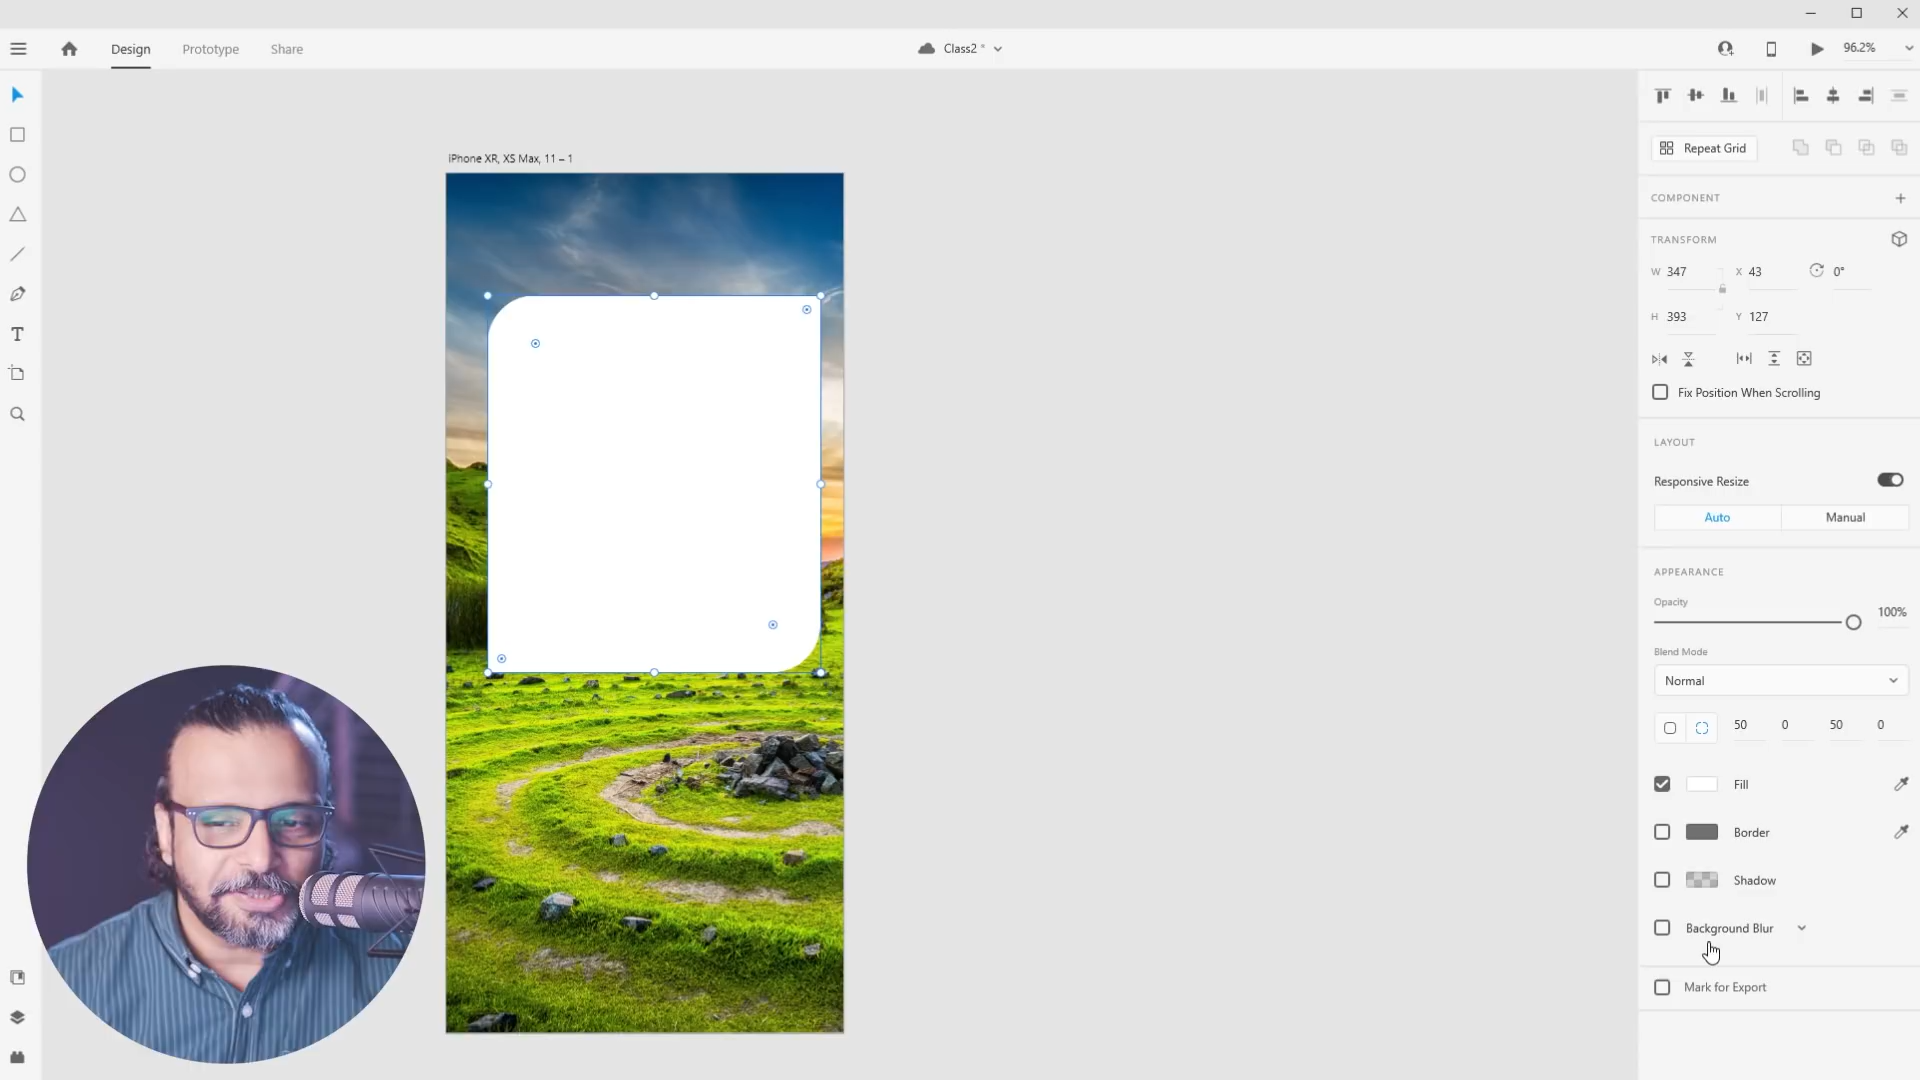 Design Prototype Share Class2 * 96.2%
iPhone XR, XS Max, 11 – 1
Repeat Grid
COMPONENT
TRANSFORM
W 347 X 43 0°
H 393 Y 127
Fix Position When Scrolling
LAYOUT
Responsive Resize
Auto Manual
APPEARANCE
Opacity
100%
Blend Mode
Normal
50 0 50 0
Fill
Border
Shadow
Background Blur
Mark for Export
T